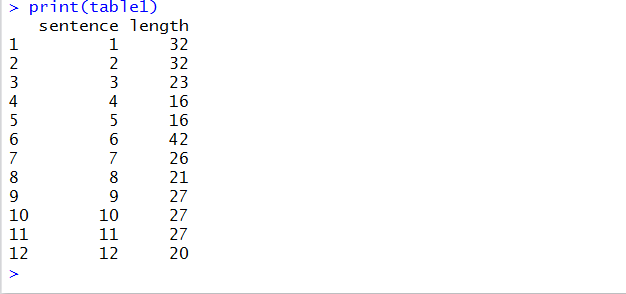 > print(table1)
sentence length
1 1 32
2 2 32
3 3 23
4 4 16
5 5 16
6 6 42
7 7 26
8 8 21
9 9 27
10 10 27
11 11 27
12 12 20
>